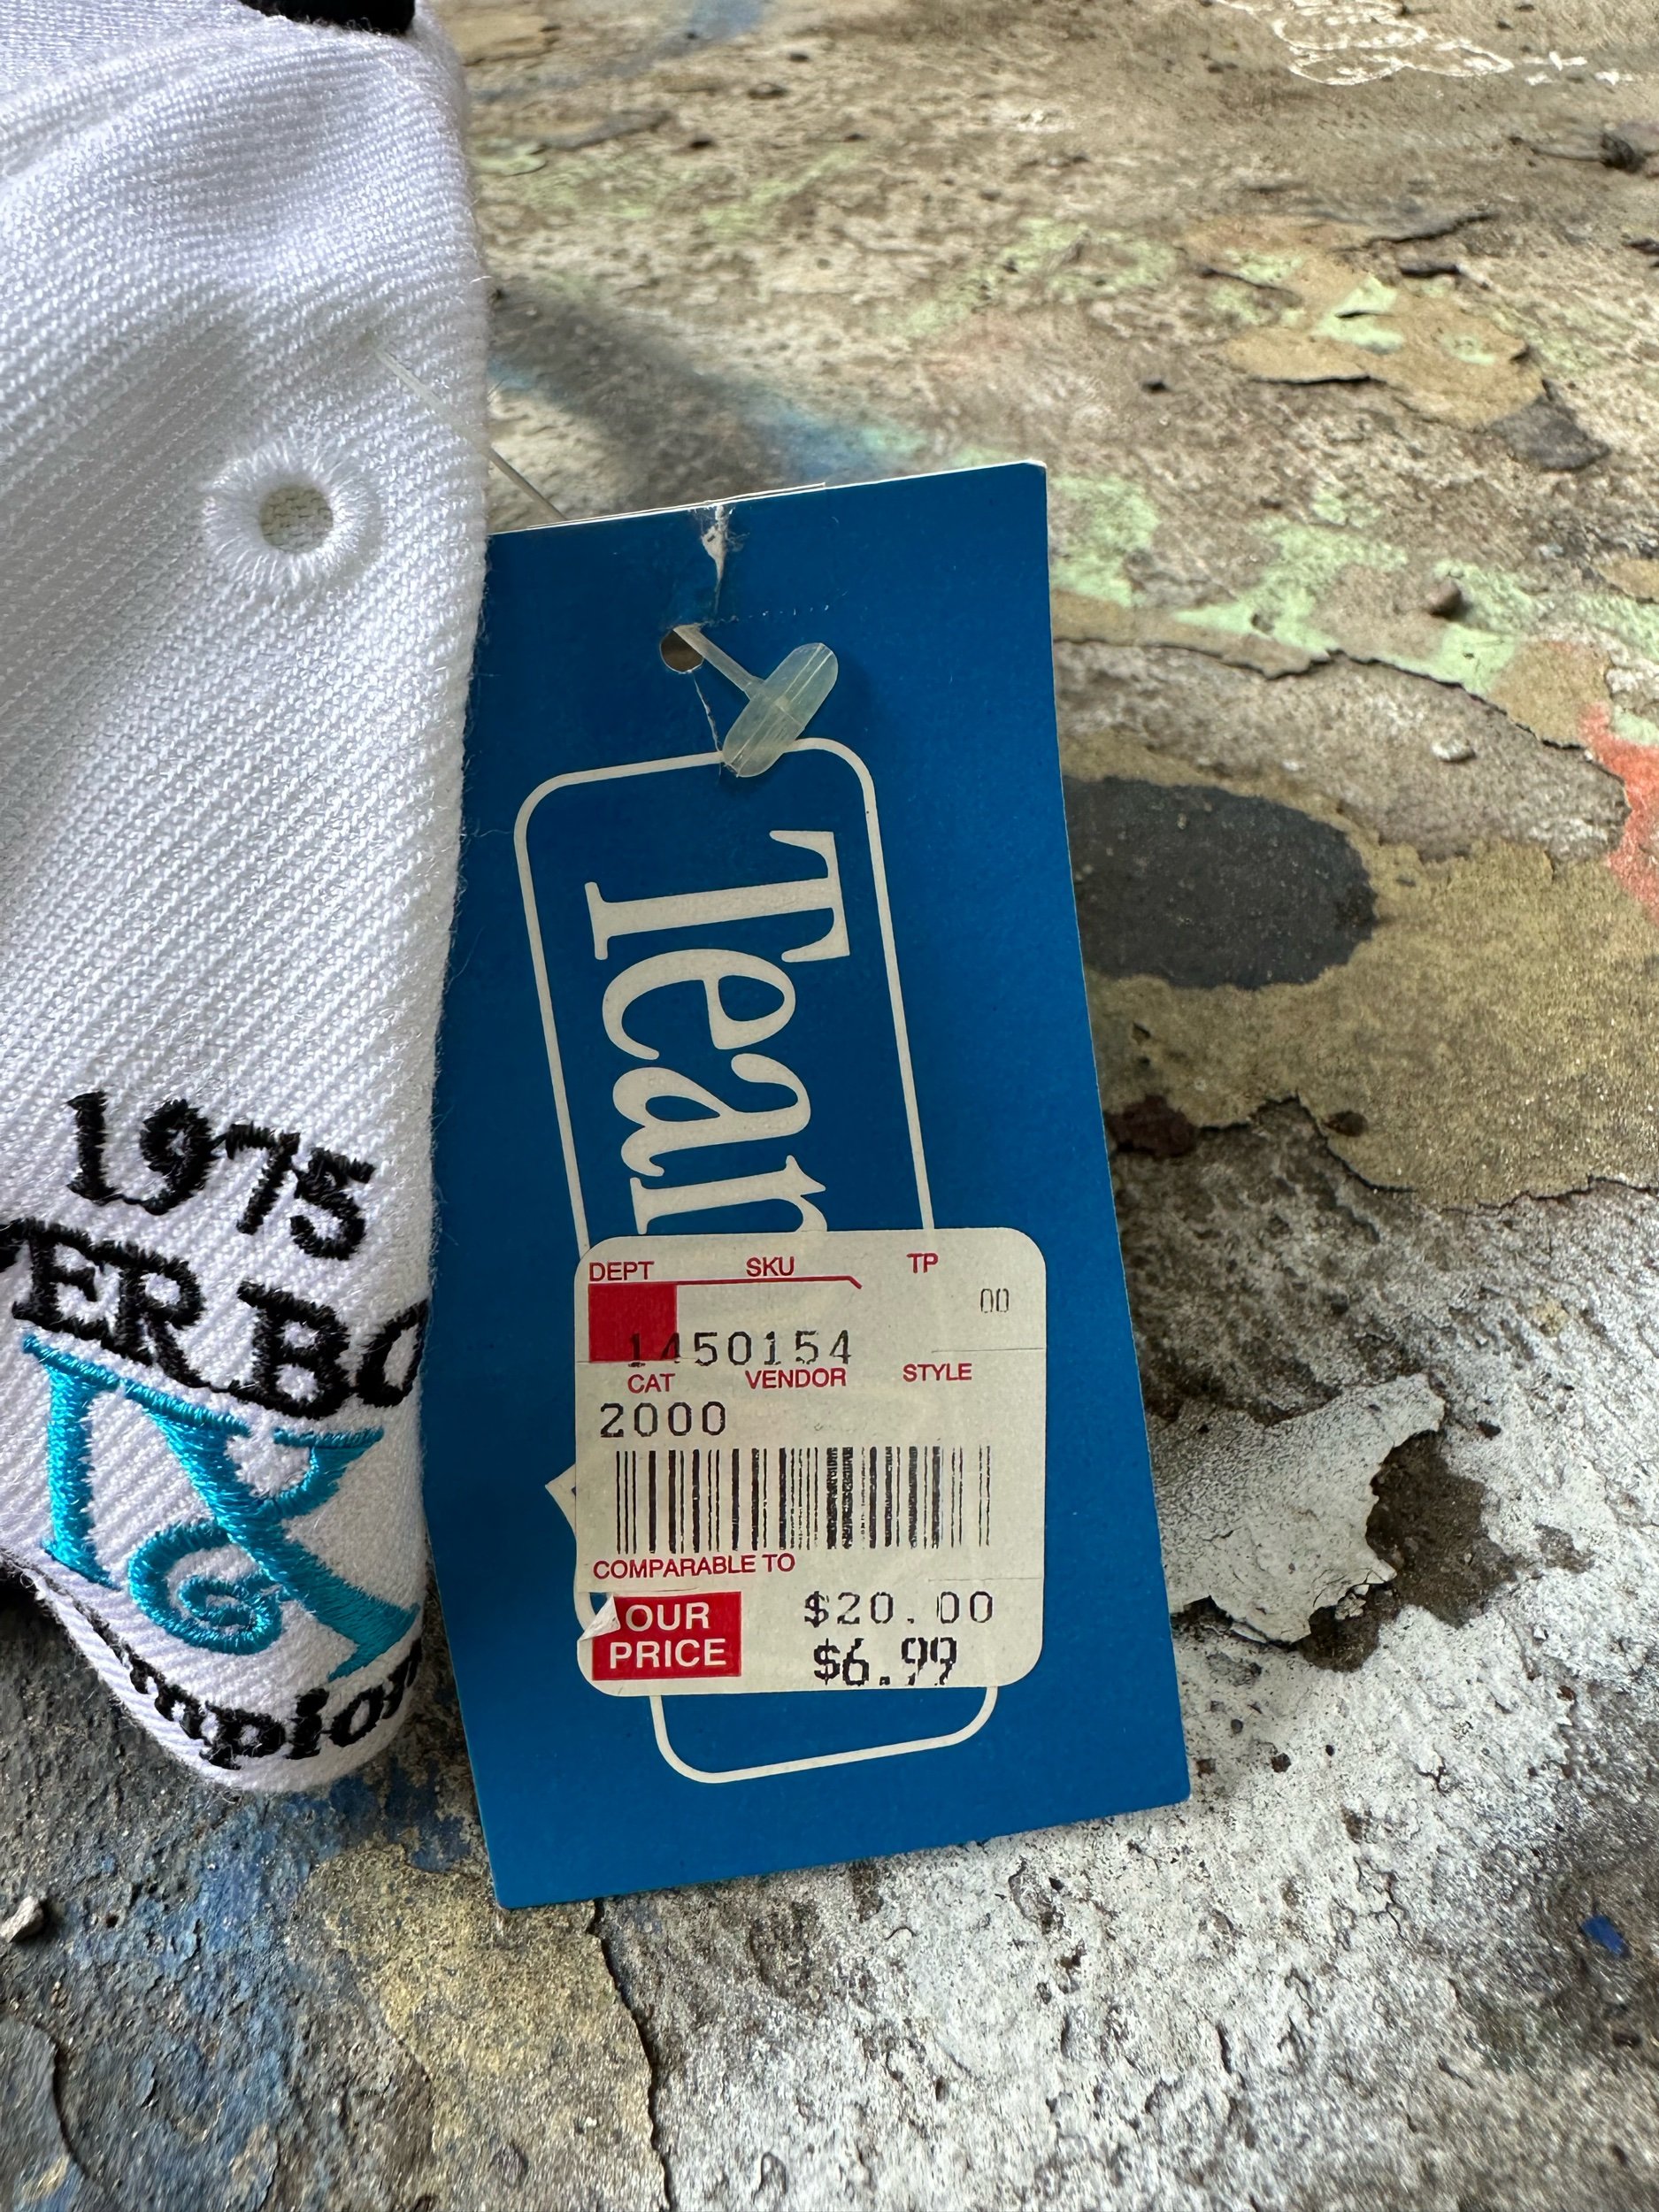 1975
ER BO
IX
mpion
Team
DEPT SKU TP
00
1450154
CAT VENDOR STYLE
2000
COMPARABLE TO
$20.00
OUR PRICE
$6.99